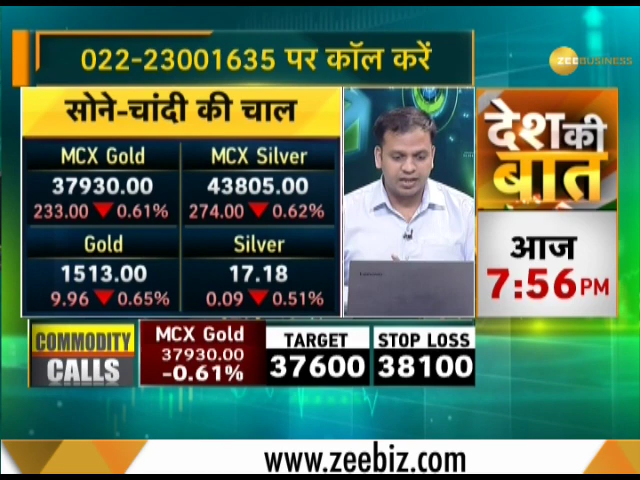 022-23001635 पर कॉल करें
ZEEBUSINESS
सोने-चांदी की चाल
MCX Gold
37930.00
233.00 ▼ 0.61%
MCX Silver
43805.00
274.00 ▼ 0.62%
Gold
1513.00
9.96 ▼ 0.65%
Silver
17.18
0.09 ▼ 0.51%
Lenovo
देश की
बात
आज
7:56 PM
COMMODITY
CALLS
MCX Gold
37930.00
-0.61%
TARGET
37600
STOP LOSS
38100
www.zeebiz.com